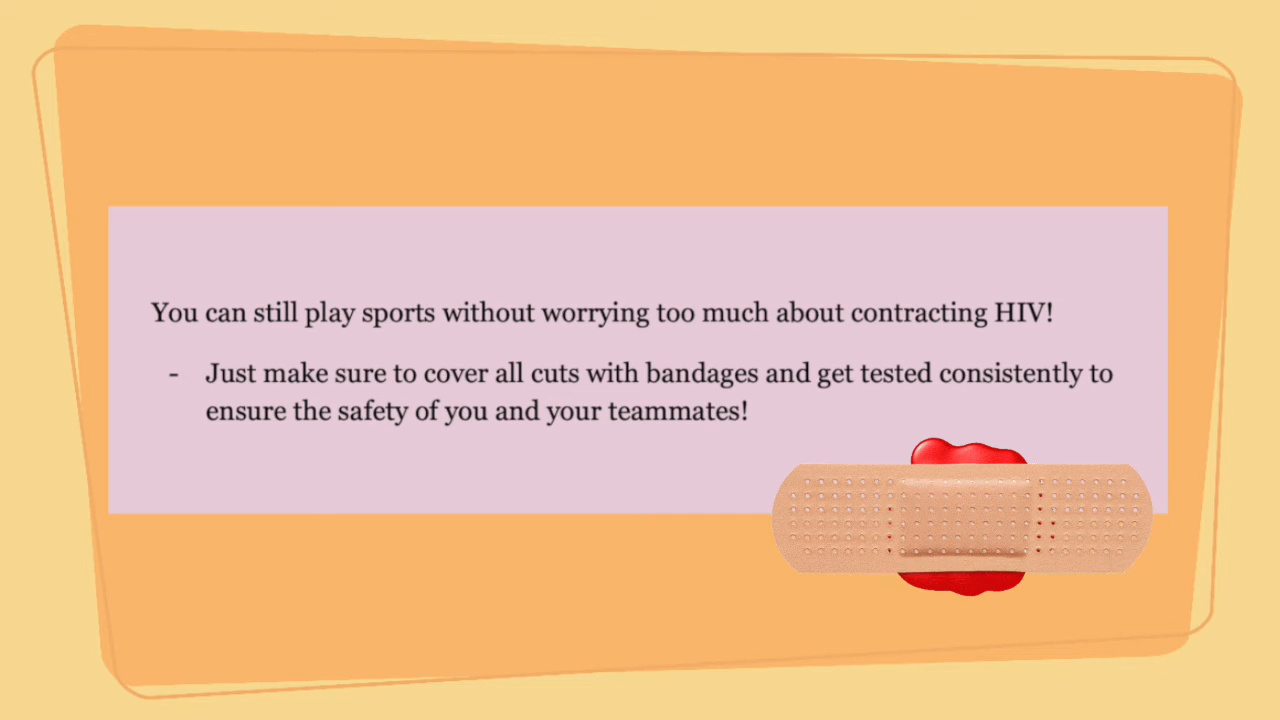 You can still play sports without worrying too much about contracting HIV!
- Just make sure to cover all cuts with bandages and get tested consistently to
ensure the safety of you and your teammates!